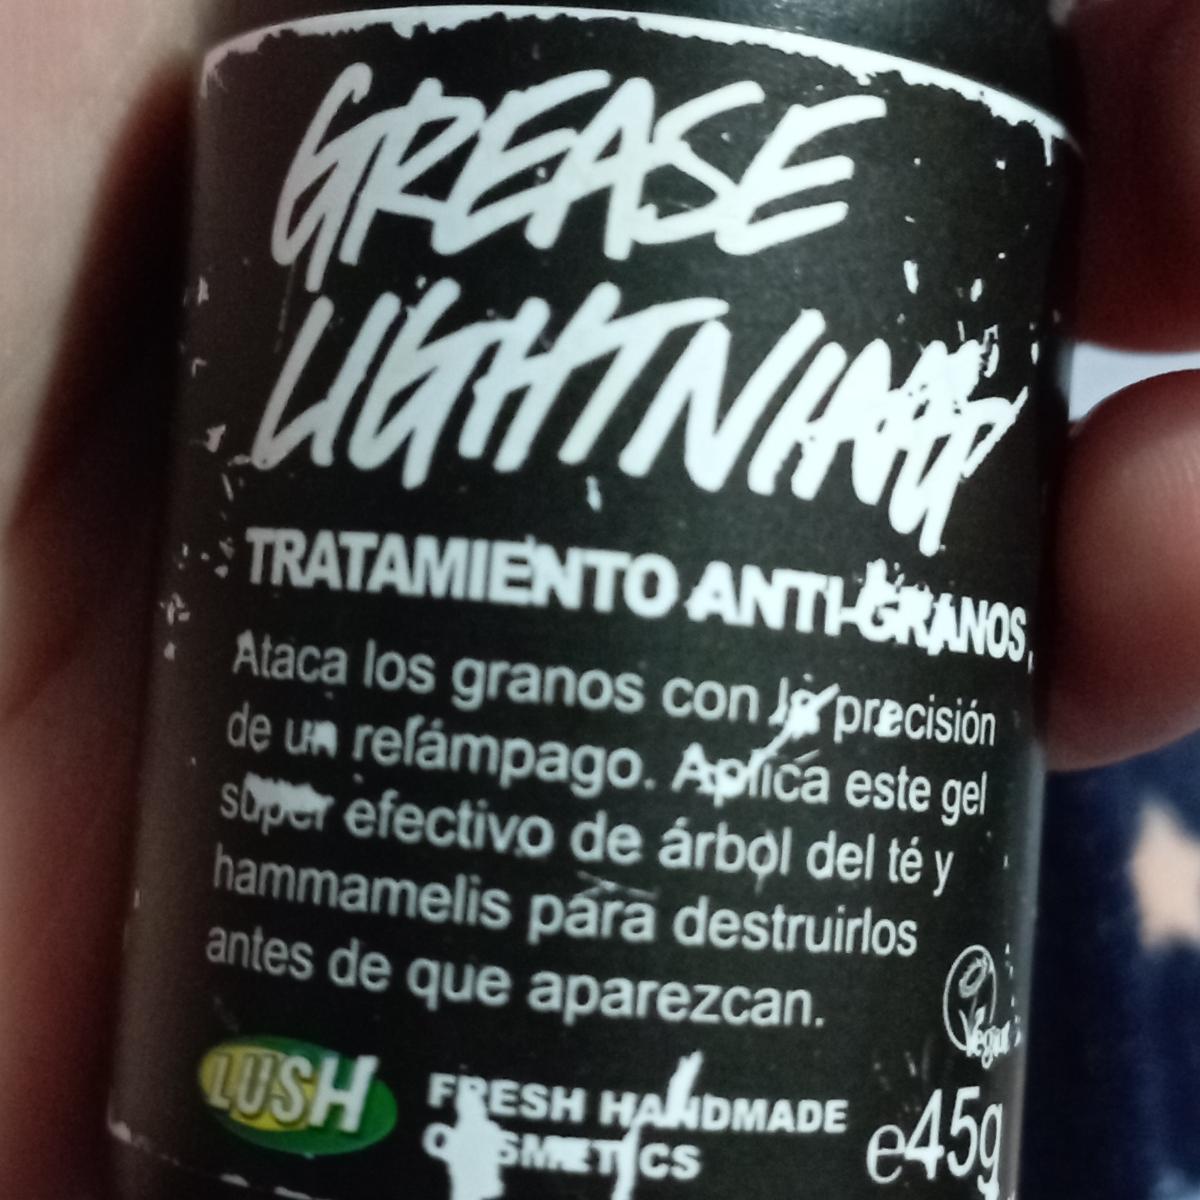 GREASE
LIGHTNING
TRATAMIENTO ANTI-GRANOS
Ataca los granos con la precisión
de un relámpago. Aplica este gel
súper efectivo de árbol del té y
hammamelis para destruirlos
antes de que aparezcan.
Vegan
LUSH
FRESH HANDMADE
COSMETICS
e45g